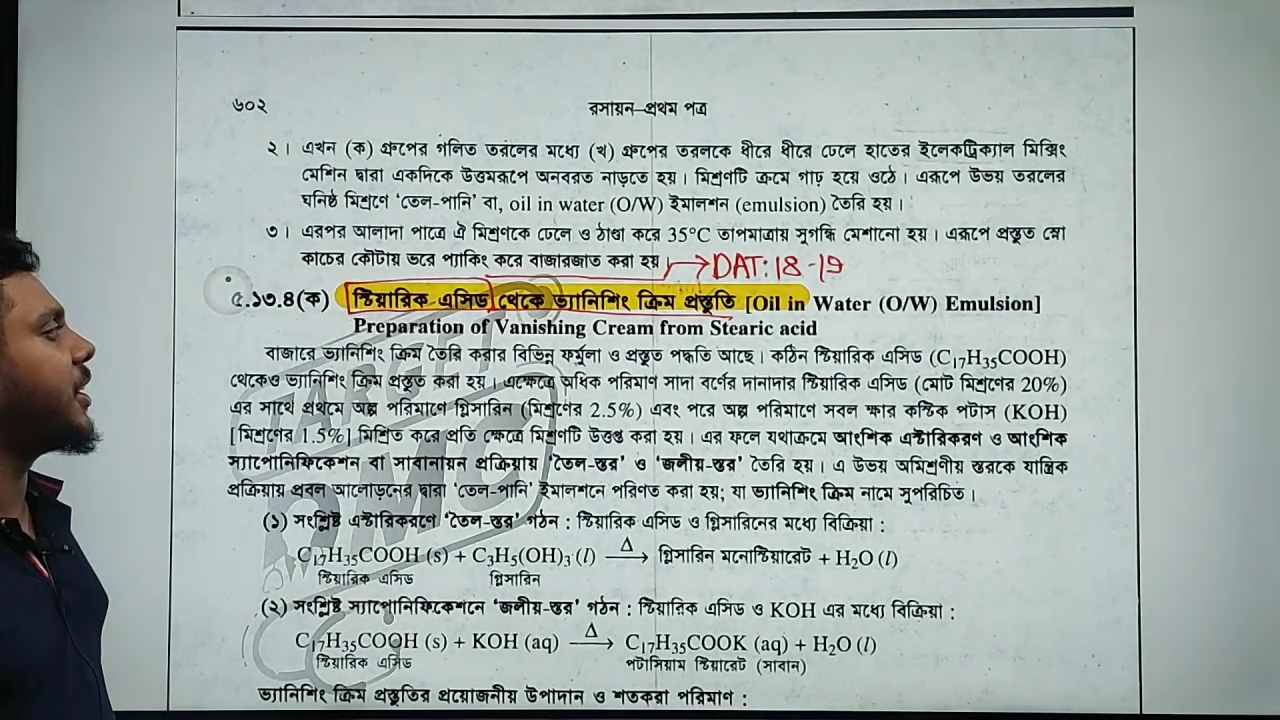 ৬০২
রসায়ন–প্রথম পত্র
২। এখন (ক) গ্রুপের গলিত তরলের মধ্যে (খ) গ্রুপের তরলকে ধীরে ধীরে ঢেলে হাতের ইলেকট্রিক্যাল মিক্সিং
মেশিন দ্বারা একদিকে উত্তমরূপে অনবরত নাড়তে হয়। মিশ্রণটি ক্রমে গাঢ় হয়ে ওঠে। এরূপে উভয় তরলের
ঘনিষ্ঠ মিশ্রণে ‘তেল-পানি’ বা, oil in water (O/W) ইমালশন (emulsion) তৈরি হয়।
৩। এরপর আলাদা পাত্রে ঐ মিশ্রণকে ঢেলে ও ঠাণ্ডা করে 35°C তাপমাত্রায় সুগন্ধি মেশানো হয়। এরূপে প্রস্তুত স্নো
কাচের কৌটায় ভরে প্যাকিং করে বাজারজাত করা হয়।
DAT: 18-19
৫.১৩.৪(ক) স্টিয়ারিক এসিড থেকে ভ্যানিশিং ক্রিম প্রস্তুতি [Oil in Water (O/W) Emulsion]
Preparation of Vanishing Cream from Stearic acid
বাজারে ভ্যানিশিং ক্রিম তৈরি করার বিভিন্ন ফর্মুলা ও প্রস্তুত পদ্ধতি আছে। কঠিন স্টিয়ারিক এসিড (C₁₇H₃₅COOH)
থেকেও ভ্যানিশিং ক্রিম প্রস্তুত করা হয়। এক্ষেত্রে অধিক পরিমাণ সাদা বর্ণের দানাদার স্টিয়ারিক এসিড (মোট মিশ্রণের 20%)
এর সাথে প্রথমে অল্প পরিমাণে গ্লিসারিন (মিশ্রণের 2.5%) এবং পরে অল্প পরিমাণে সবল ক্ষার কস্টিক পটাস (KOH)
[মিশ্রণের 1.5%] মিশ্রিত করে প্রতি ক্ষেত্রে মিশ্রণটি উত্তপ্ত করা হয়। এর ফলে যথাক্রমে আংশিক এস্টারিকরণ ও আংশিক
স্যাপোনিফিকেশন বা সাবানায়ন প্রক্রিয়ায় ‘তৈল-স্তর’ ও ‘জলীয়-স্তর’ তৈরি হয়। এ উভয় অমিশ্রণীয় স্তরকে যান্ত্রিক
প্রক্রিয়ায় প্রবল আলোড়নের দ্বারা ‘তেল-পানি’ ইমালশনে পরিণত করা হয়; যা ভ্যানিশিং ক্রিম নামে সুপরিচিত।
(১) সংশ্লিষ্ট এস্টারিকরণে ‘তৈল-স্তর’ গঠন : স্টিয়ারিক এসিড ও গ্লিসারিনের মধ্যে বিক্রিয়া :
C₁₇H₃₅COOH (s) + C₃H₅(OH)₃ (l) —Δ→ গ্লিসারিন মনোস্টিয়ারেট + H₂O (l)
স্টিয়ারিক এসিড গ্লিসারিন
(২) সংশ্লিষ্ট স্যাপোনিফিকেশনে ‘জলীয়-স্তর’ গঠন : স্টিয়ারিক এসিড ও KOH এর মধ্যে বিক্রিয়া :
C₁₇H₃₅COOH (s) + KOH (aq) —Δ→ C₁₇H₃₅COOK (aq) + H₂O (l)
স্টিয়ারিক এসিড পটাসিয়াম স্টিয়ারেট (সাবান)
ভ্যানিশিং ক্রিম প্রস্তুতির প্রয়োজনীয় উপাদান ও শতকরা পরিমাণ :
TARGET
DMC